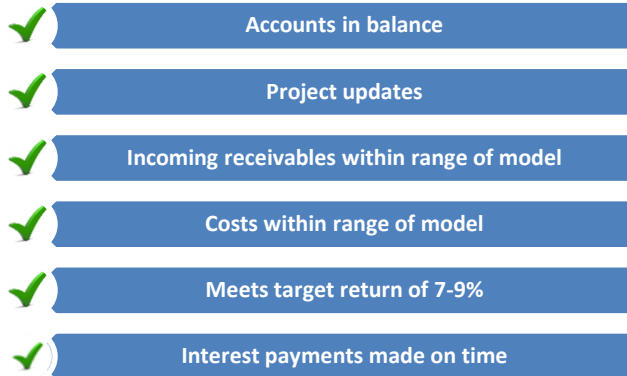 Accounts in balance
Project updates
Incoming receivables within range of model
Costs within range of model
Meets target return of 7-9%
Interest payments made on time